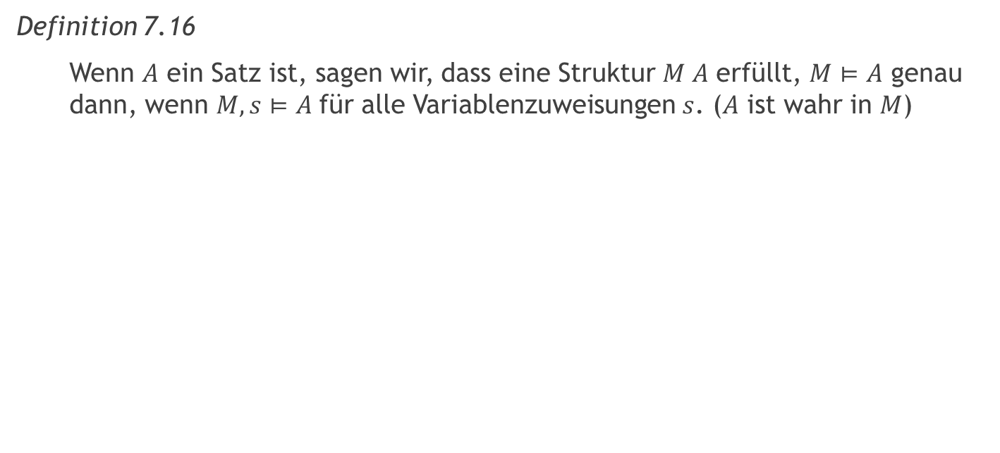 Definition 7.16
Wenn A ein Satz ist, sagen wir, dass eine Struktur M A erfüllt, M ⊨ A genau
dann, wenn M, s ⊨ A für alle Variablenzuweisungen s. (A ist wahr in M)